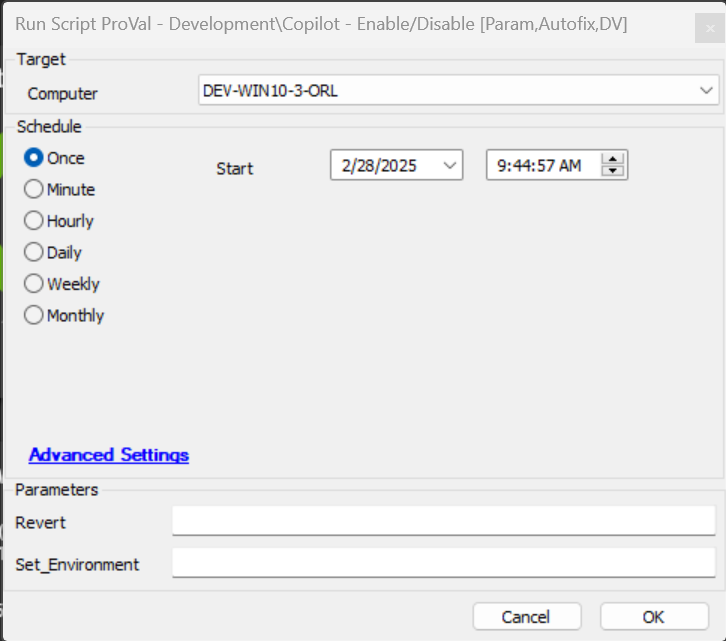 Run Script ProVal - Development\Copilot - Enable/Disable [Param,Autofix,DV]
Target
Computer DEV-WIN10-3-ORL
Schedule
Once Start 2/28/2025 9:44:57 AM
Minute
Hourly
Daily
Weekly
Monthly
Advanced Settings
Parameters
Revert
Set_Environment
Cancel OK